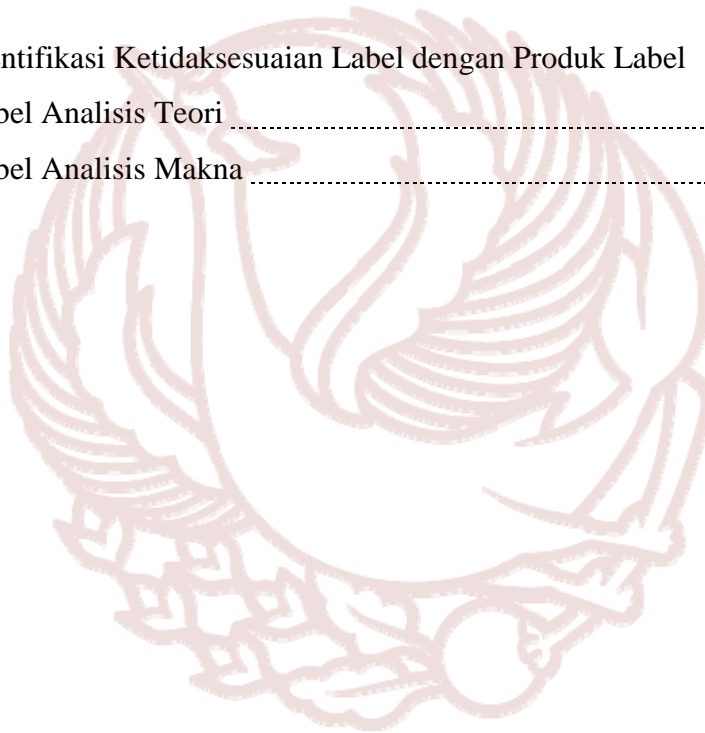 ntifikasi Ketidaksesuaian Label dengan Produk Label
bel Analisis Teori
bel Analisis Makna